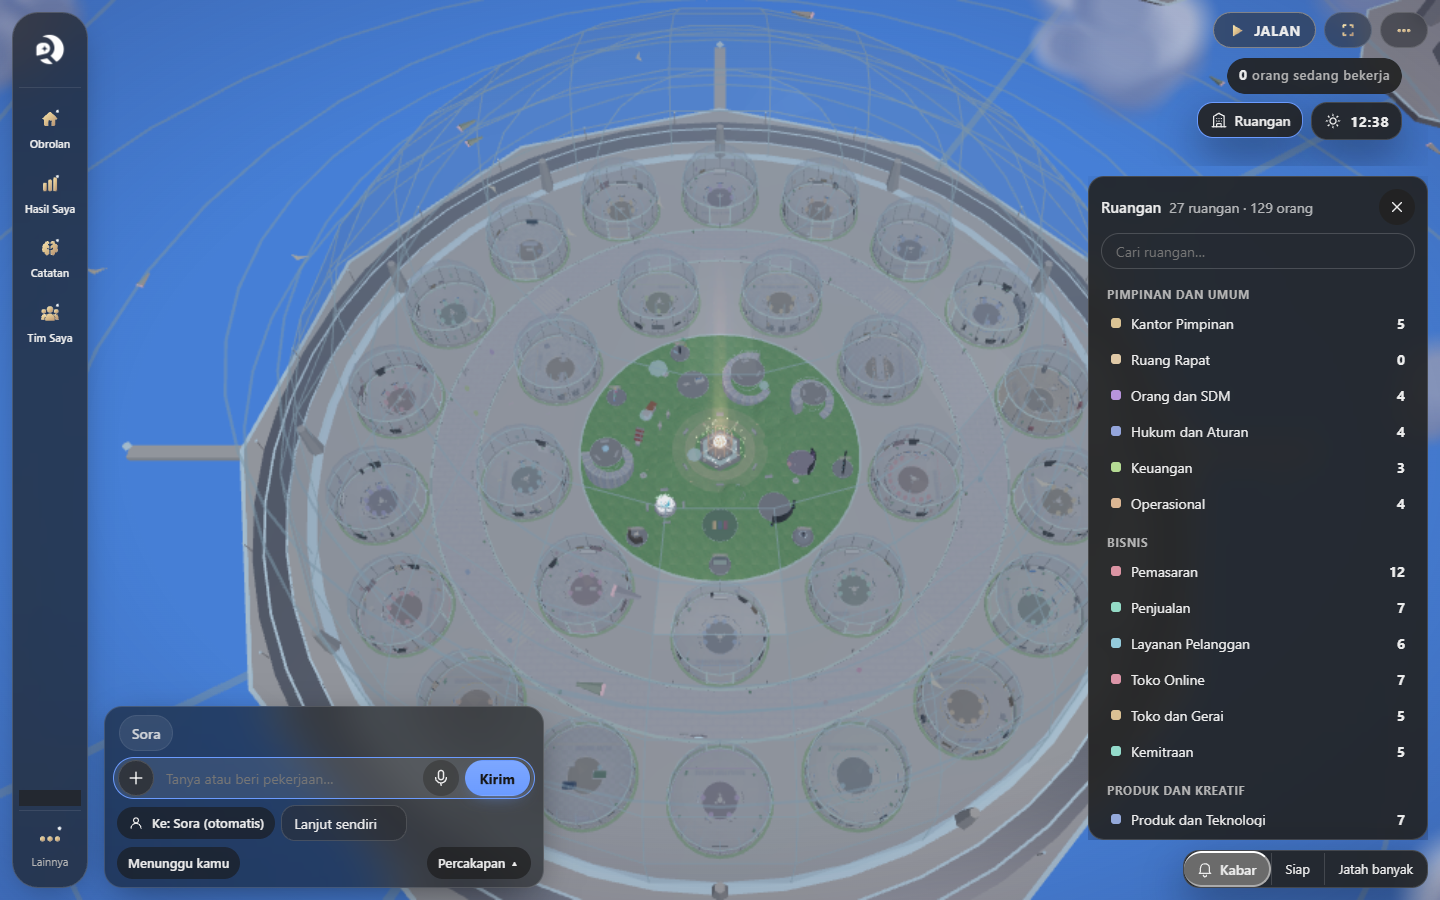 JALAN
0 orang sedang bekerja
Ruangan
12:38
Obrolan
Hasil Saya
Catatan
Tim Saya
Lainnya
Ruangan 27 ruangan · 129 orang
Cari ruangan...
PIMPINAN DAN UMUM
Kantor Pimpinan 5
Ruang Rapat 0
Orang dan SDM 4
Hukum dan Aturan 4
Keuangan 3
Operasional 4
BISNIS
Pemasaran 12
Penjualan 7
Layanan Pelanggan 6
Toko Online 7
Toko dan Gerai 5
Kemitraan 5
PRODUK DAN KREATIF
Produk dan Teknologi 7
Sora
Tanya atau beri pekerjaan...
Kirim
Ke: Sora (otomatis)
Lanjut sendiri
Menunggu kamu
Percakapan
Kabar
Siap
Jatah banyak